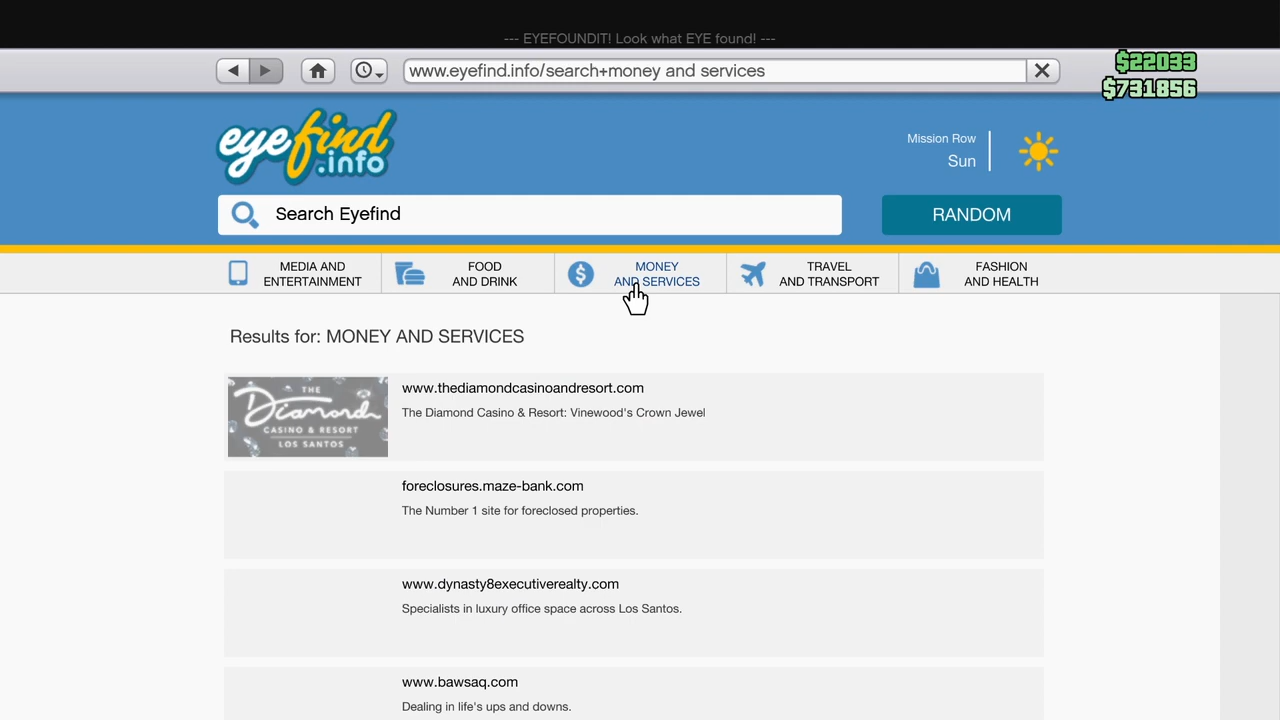 --- EYEFOUNDIT! Look what EYE found! ---
www.eyefind.info/search+money and services
$22033
$731856
eyefind
.info
Mission Row
Sun
Search Eyefind
RANDOM
MEDIA AND
ENTERTAINMENT
FOOD
AND DRINK
MONEY
AND SERVICES
TRAVEL
AND TRANSPORT
FASHION
AND HEALTH
Results for: MONEY AND SERVICES
THE
Diamond
CASINO & RESORT
LOS SANTOS
www.thediamondcasinoandresort.com
The Diamond Casino & Resort: Vinewood's Crown Jewel
foreclosures.maze-bank.com
The Number 1 site for foreclosed properties.
www.dynasty8executiverealty.com
Specialists in luxury office space across Los Santos.
www.bawsaq.com
Dealing in life's ups and downs.